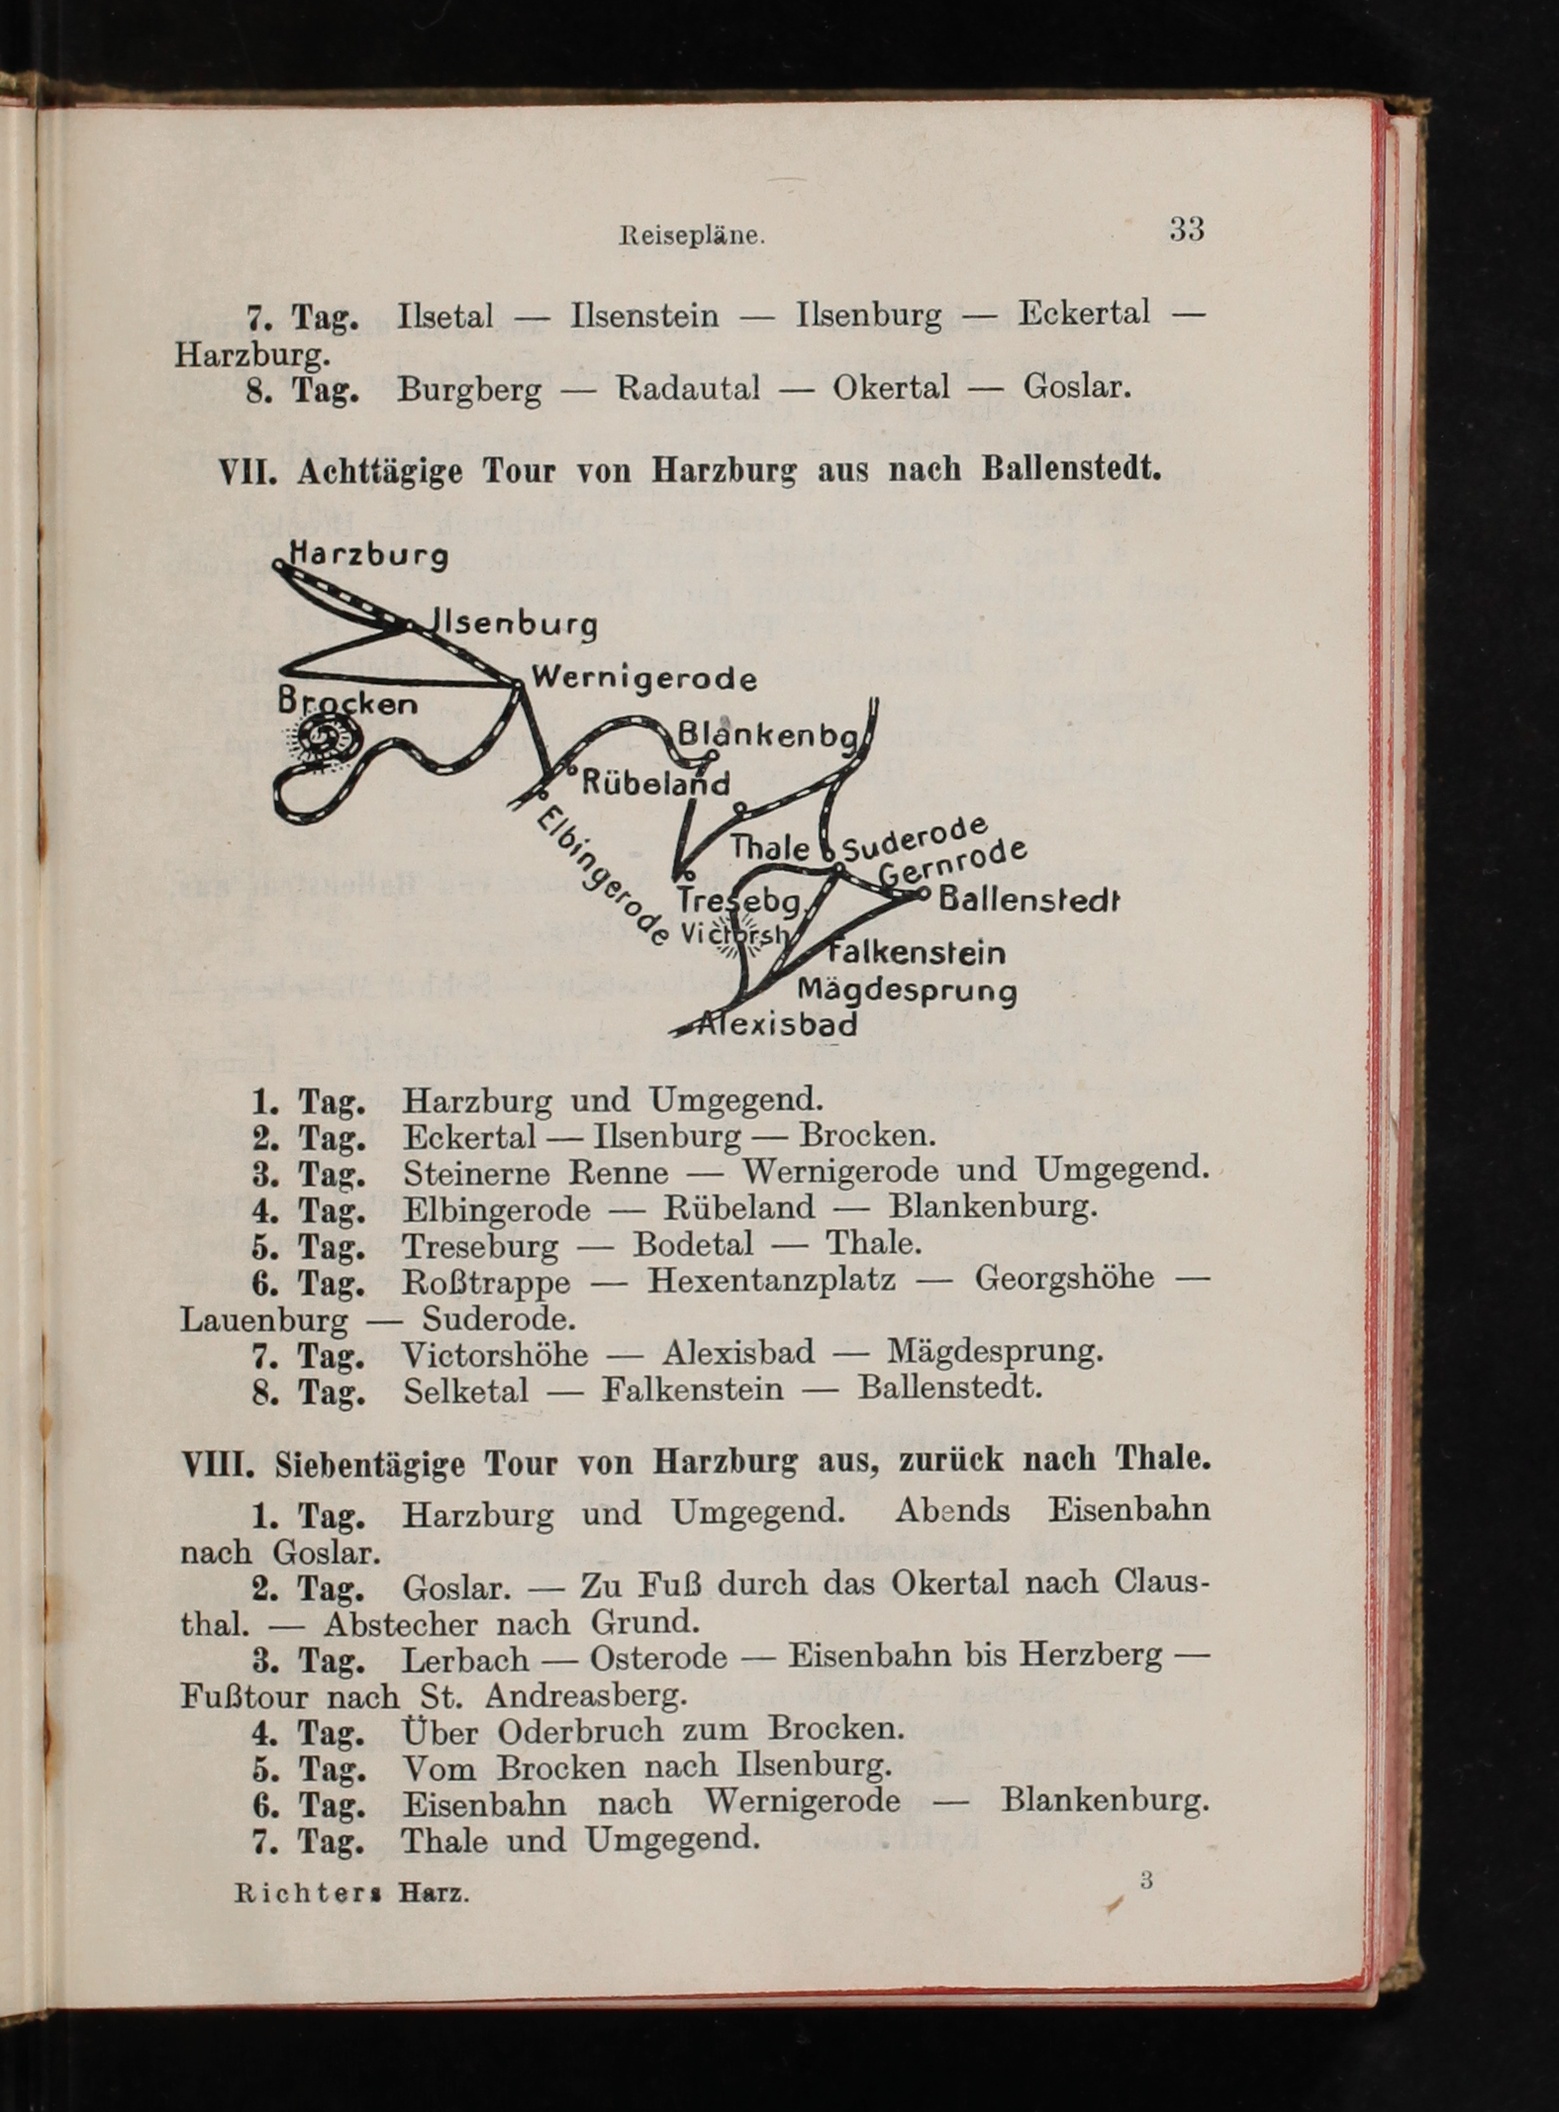 Reisepläne. 33
7. Tag. Ilsetal — Ilsenstein — Ilsenburg — Eckertal —
Harzburg.
8. Tag. Burgberg — Radautal — Okertal — Goslar.
VII. Achttägige Tour von Harzburg aus nach Ballenstedt.
Harzburg
Jlsenburg
Wernigerode
Brocken
Blankenbg
Rübeland
Elbingerode
Thale
Suderode
Gernrode
Tresebg.
Ballenstedt
Victorsh
Falkenstein
Mägdesprung
Alexisbad
1. Tag. Harzburg und Umgegend.
2. Tag. Eckertal — Ilsenburg — Brocken.
3. Tag. Steinerne Renne — Wernigerode und Umgegend.
4. Tag. Elbingerode — Rübeland — Blankenburg.
5. Tag. Treseburg — Bodetal — Thale.
6. Tag. Roßtrappe — Hexentanzplatz — Georgshöhe —
Lauenburg — Suderode.
7. Tag. Victorshöhe — Alexisbad — Mägdesprung.
8. Tag. Selketal — Falkenstein — Ballenstedt.
VIII. Siebentägige Tour von Harzburg aus, zurück nach Thale.
1. Tag. Harzburg und Umgegend. Abends Eisenbahn
nach Goslar.
2. Tag. Goslar. — Zu Fuß durch das Okertal nach Claus-
thal. — Abstecher nach Grund.
3. Tag. Lerbach — Osterode — Eisenbahn bis Herzberg —
Fußtour nach St. Andreasberg.
4. Tag. Über Oderbruch zum Brocken.
5. Tag. Vom Brocken nach Ilsenburg.
6. Tag. Eisenbahn nach Wernigerode — Blankenburg.
7. Tag. Thale und Umgegend.
Richters Harz. 3